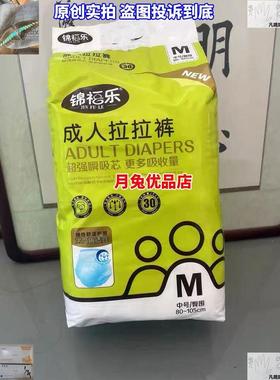 原创实拍 盗图投诉到底
M
锦福乐
JIN FU LE
NEW
成人拉拉裤
ADULT DIAPERS
超强瞬吸芯 更多吸收量
月兔优品店
30
M
中号/臀围
80-105cm
明